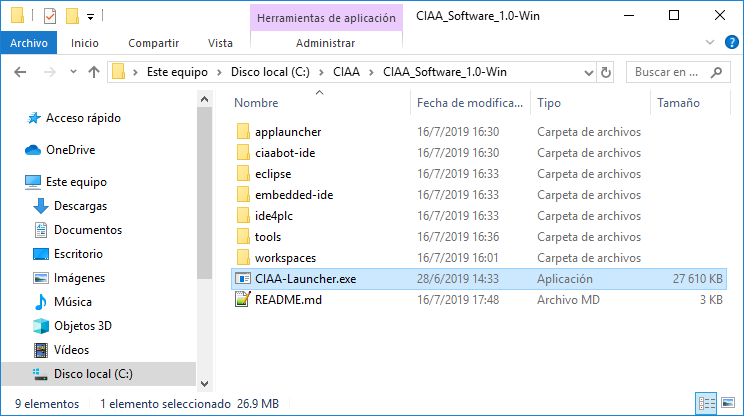 Herramientas de aplicación
CIAA_Software_1.0-Win
Archivo Inicio Compartir Vista Administrar
Este equipo Disco local (C:) CIAA CIAA_Software_1.0-Win
Buscar en ...
Acceso rápido
OneDrive
Este equipo
Descargas
Documentos
Escritorio
Imágenes
Música
Objetos 3D
Vídeos
Disco local (C:)
Nombre Fecha de modifica... Tipo Tamaño
applauncher 16/7/2019 16:30 Carpeta de archivos
ciaabot-ide 16/7/2019 16:30 Carpeta de archivos
eclipse 16/7/2019 16:33 Carpeta de archivos
embedded-ide 16/7/2019 16:33 Carpeta de archivos
ide4plc 16/7/2019 16:33 Carpeta de archivos
tools 16/7/2019 16:36 Carpeta de archivos
workspaces 16/7/2019 16:01 Carpeta de archivos
CIAA-Launcher.exe 28/6/2019 14:33 Aplicación 27 610 KB
README.md 16/7/2019 17:48 Archivo MD 3 KB
9 elementos 1 elemento seleccionado 26.9 MB